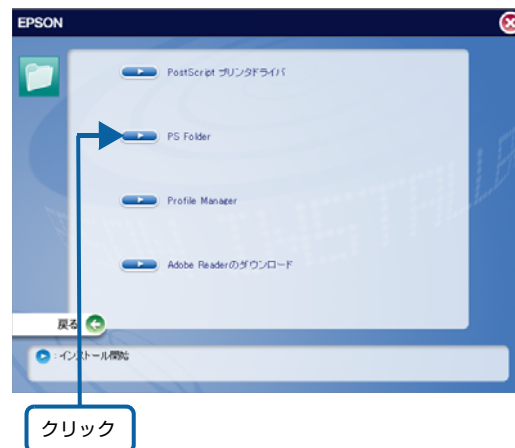 EPSON
PostScript プリンタドライバ
PS Folder
Profile Manager
Adobe Readerのダウンロード
戻る
：インストール開始
クリック